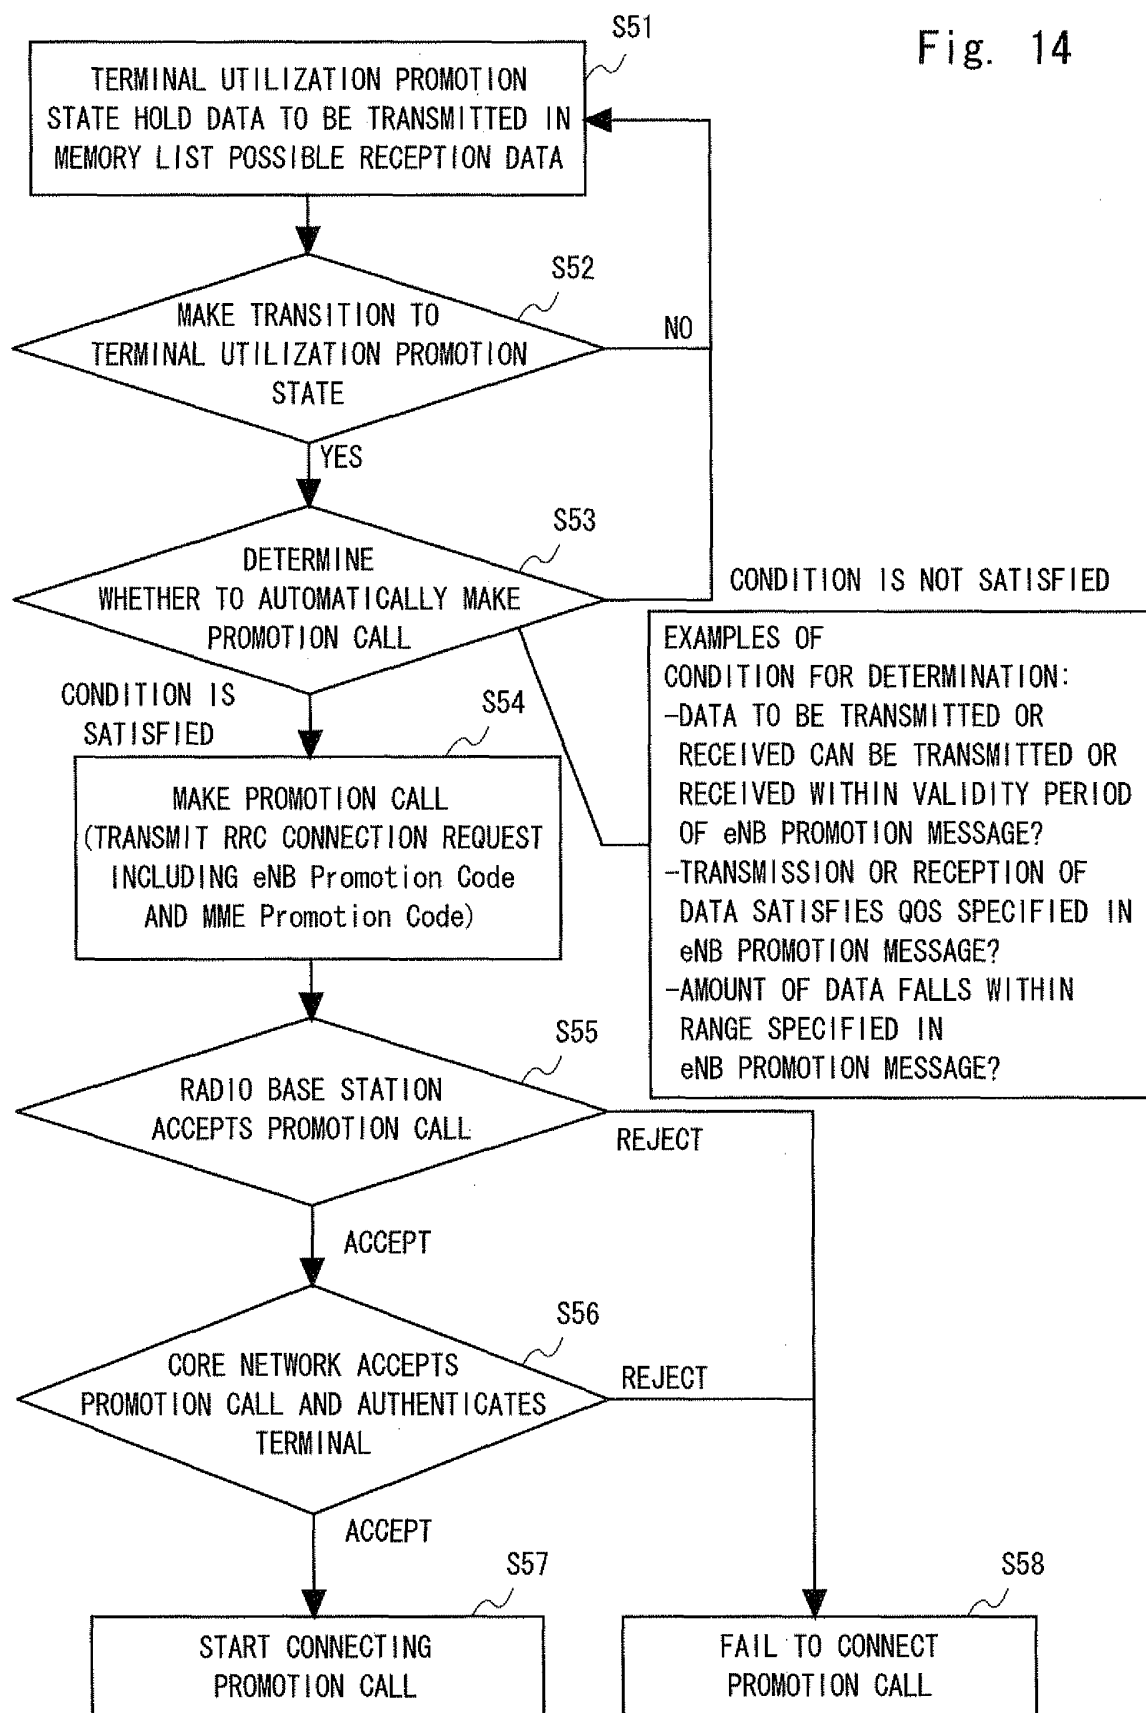 Fig. 14
S51
TERMINAL UTILIZATION PROMOTION
STATE HOLD DATA TO BE TRANSMITTED IN
MEMORY LIST POSSIBLE RECEPTION DATA
S52
MAKE TRANSITION TO
TERMINAL UTILIZATION PROMOTION
STATE
NO
YES
S53
DETERMINE
WHETHER TO AUTOMATICALLY MAKE
PROMOTION CALL
CONDITION IS NOT SATISFIED
EXAMPLES OF
CONDITION FOR DETERMINATION:
-DATA TO BE TRANSMITTED OR
RECEIVED CAN BE TRANSMITTED OR
RECEIVED WITHIN VALIDITY PERIOD
OF eNB PROMOTION MESSAGE?
-TRANSMISSION OR RECEPTION OF
DATA SATISFIES QOS SPECIFIED IN
eNB PROMOTION MESSAGE?
-AMOUNT OF DATA FALLS WITHIN
RANGE SPECIFIED IN
eNB PROMOTION MESSAGE?
CONDITION IS
SATISFIED
S54
MAKE PROMOTION CALL
(TRANSMIT RRC CONNECTION REQUEST
INCLUDING eNB Promotion Code
AND MME Promotion Code)
S55
RADIO BASE STATION
ACCEPTS PROMOTION CALL
REJECT
ACCEPT
S56
CORE NETWORK ACCEPTS
PROMOTION CALL AND AUTHENTICATES
TERMINAL
REJECT
ACCEPT
S57
START CONNECTING
PROMOTION CALL
S58
FAIL TO CONNECT
PROMOTION CALL